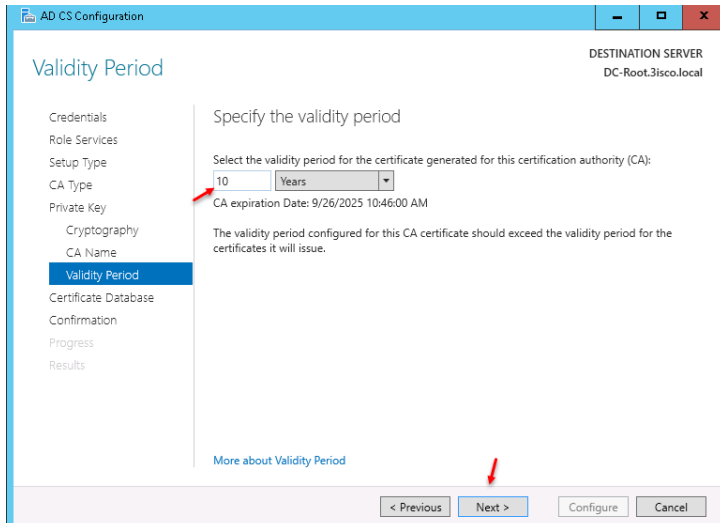 AD CS Configuration
DESTINATION SERVER
DC-Root.3isco.local
Validity Period
Credentials
Role Services
Setup Type
CA Type
Private Key
Cryptography
CA Name
Validity Period
Certificate Database
Confirmation
Progress
Results
Specify the validity period
Select the validity period for the certificate generated for this certification authority (CA):
10 Years
CA expiration Date: 9/26/2025 10:46:00 AM
The validity period configured for this CA certificate should exceed the validity period for the
certificates it will issue.
More about Validity Period
< Previous Next > Configure Cancel